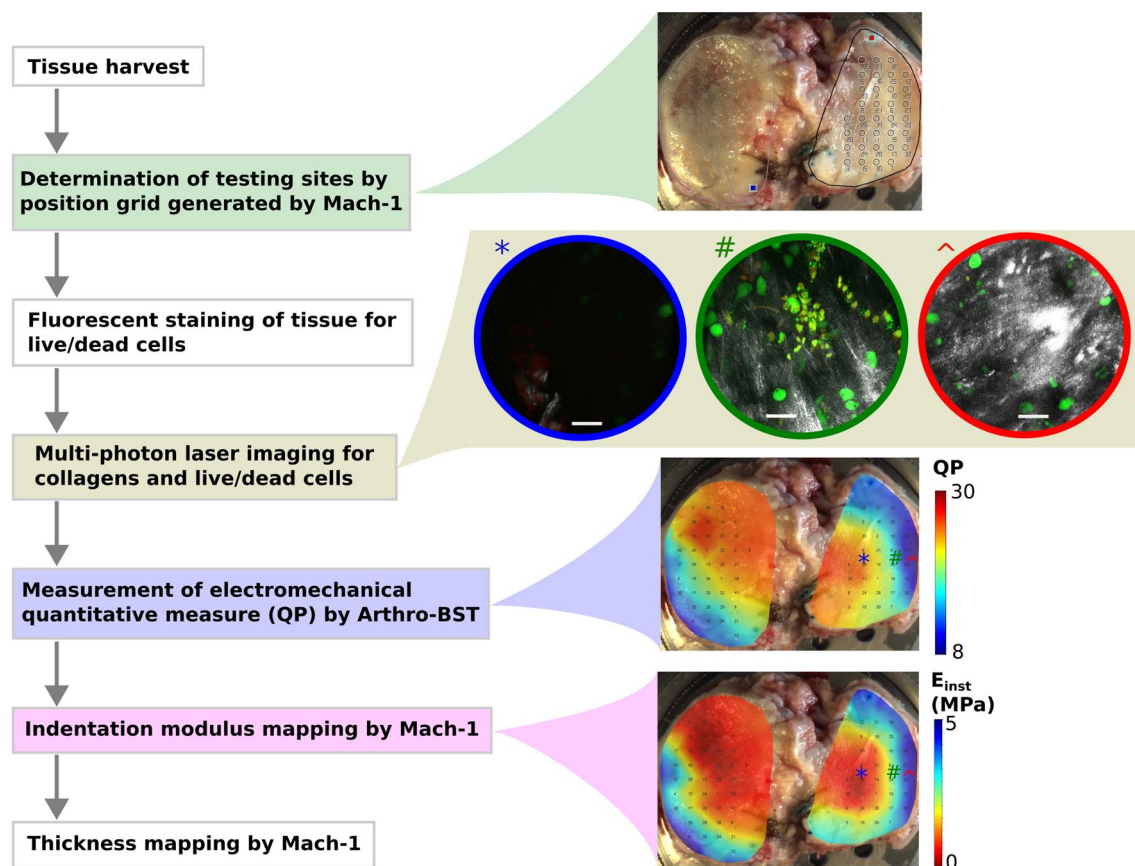 Tissue harvest
Determination of testing sites by
position grid generated by Mach-1
Fluorescent staining of tissue for
live/dead cells
* # ^
Multi-photon laser imaging for
collagens and live/dead cells
QP
30
* # ^
8
Measurement of electromechanical
quantitative measure (QP) by Arthro-BST
E_inst
(MPa)
5
* # ^
0
Indentation modulus mapping by Mach-1
Thickness mapping by Mach-1